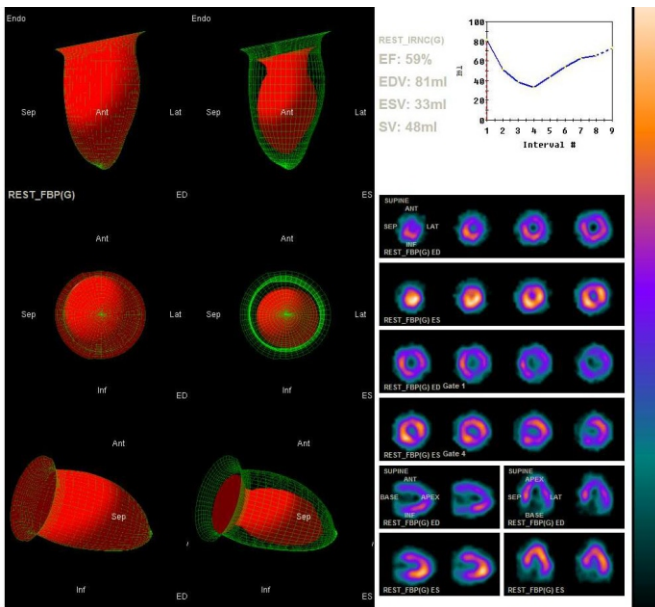 Endo
Sep
Ant
Lat
REST_FBP(G)
ED
ES
Ant
Ant
Sep
Lat
Sep
Lat
Inf
ED
Inf
ES
Ant
Ant
Sep
Sep
Inf
ED
Inf
ES
REST_IRNC(G)
EF: 59%
EDV: 81ml
ESV: 33ml
SV: 48ml
100
80
60
40
20
0
1 2 3 4 5 6 7 8 9
Interval #
SUPINE
ANT
SEP LAT
INF
REST_FBP(G) ED
REST_FBP(G) ES
REST_FBP(G) ED Gate 1
REST_FBP(G) ES Gate 4
SUPINE
ANT
BASE APEX
INF
REST_FBP(G) ED
SUPINE
APEX
SEP LAT
BASE
REST_FBP(G) ED
REST_FBP(G) ES
REST_FBP(G) ES